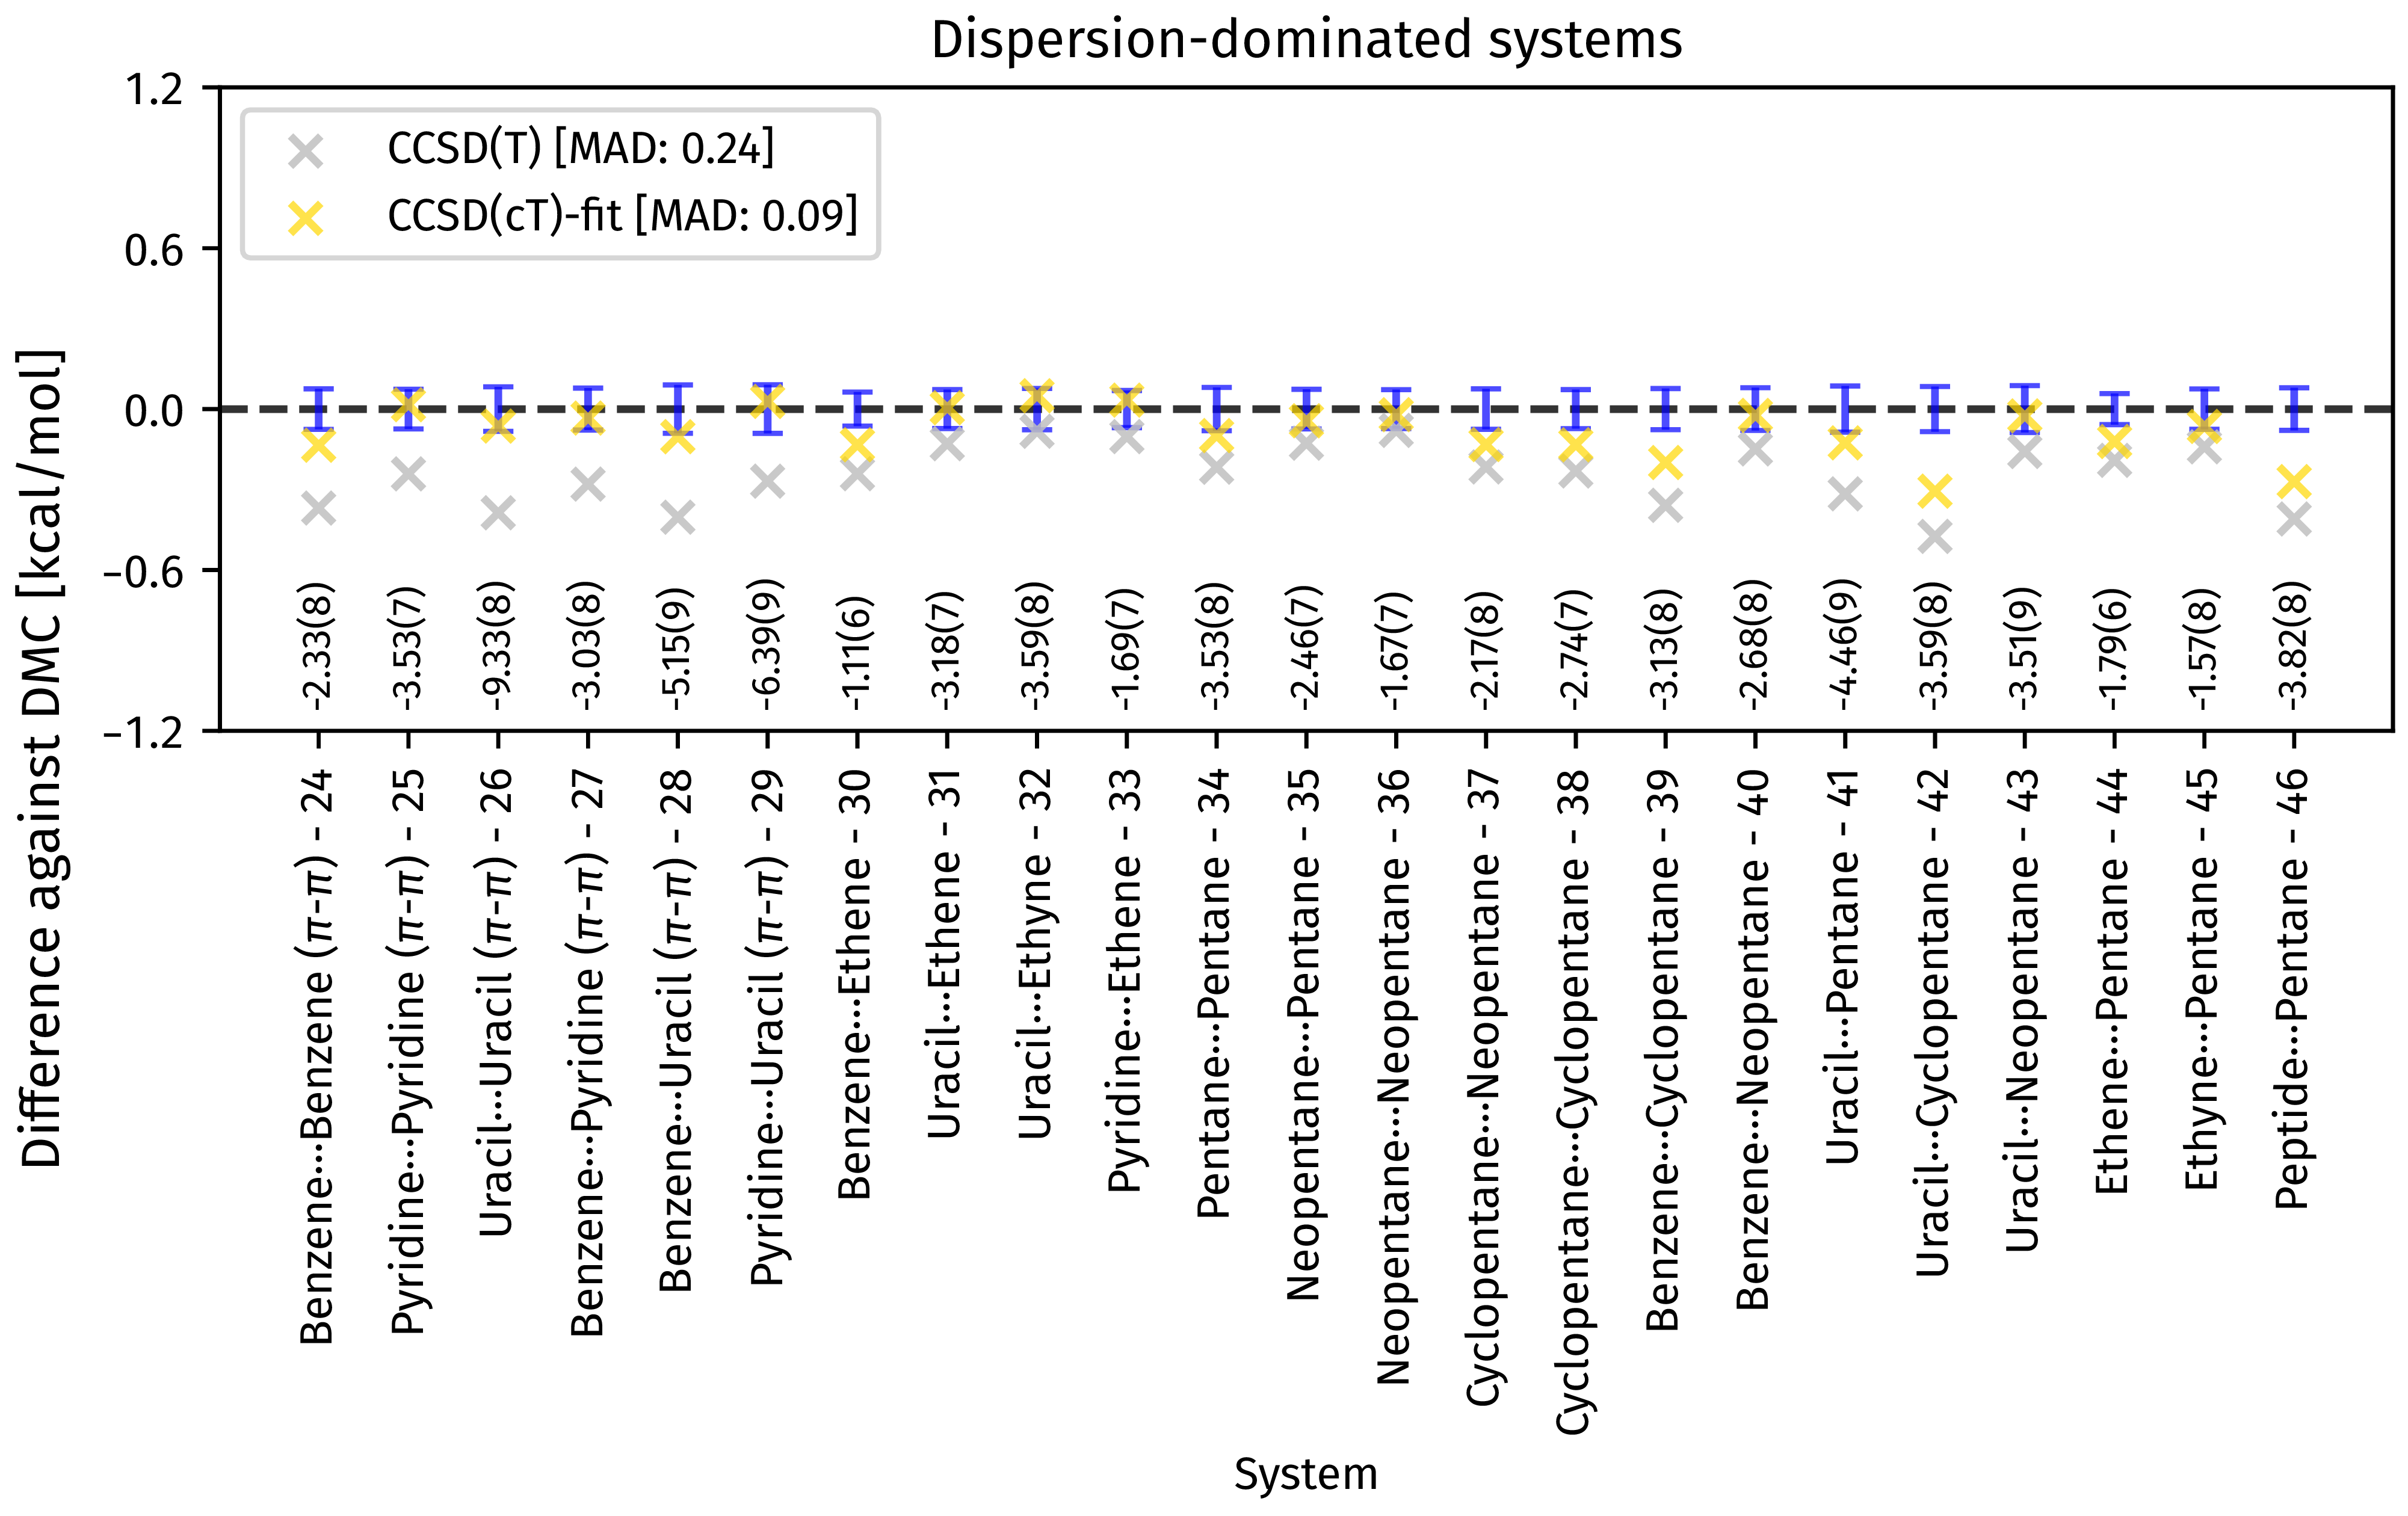 Dispersion-dominated systems
Difference against DMC [kcal/mol]
1.2
0.6
0.0
−0.6
−1.2
CCSD(T) [MAD: 0.24]
CCSD(cT)-fit [MAD: 0.09]
-2.33(8)
-3.53(7)
-9.33(8)
-3.03(8)
-5.15(9)
-6.39(9)
-1.11(6)
-3.18(7)
-3.59(8)
-1.69(7)
-3.53(8)
-2.46(7)
-1.67(7)
-2.17(8)
-2.74(7)
-3.13(8)
-2.68(8)
-4.46(9)
-3.59(8)
-3.51(9)
-1.79(6)
-1.57(8)
-3.82(8)
Benzene···Benzene (π-π) - 24
Pyridine···Pyridine (π-π) - 25
Uracil···Uracil (π-π) - 26
Benzene···Pyridine (π-π) - 27
Benzene···Uracil (π-π) - 28
Pyridine···Uracil (π-π) - 29
Benzene···Ethene - 30
Uracil···Ethene - 31
Uracil···Ethyne - 32
Pyridine···Ethene - 33
Pentane···Pentane - 34
Neopentane···Pentane - 35
Neopentane···Neopentane - 36
Cyclopentane···Neopentane - 37
Cyclopentane···Cyclopentane - 38
Benzene···Cyclopentane - 39
Benzene···Neopentane - 40
Uracil···Pentane - 41
Uracil···Cyclopentane - 42
Uracil···Neopentane - 43
Ethene···Pentane - 44
Ethyne···Pentane - 45
Peptide···Pentane - 46
System